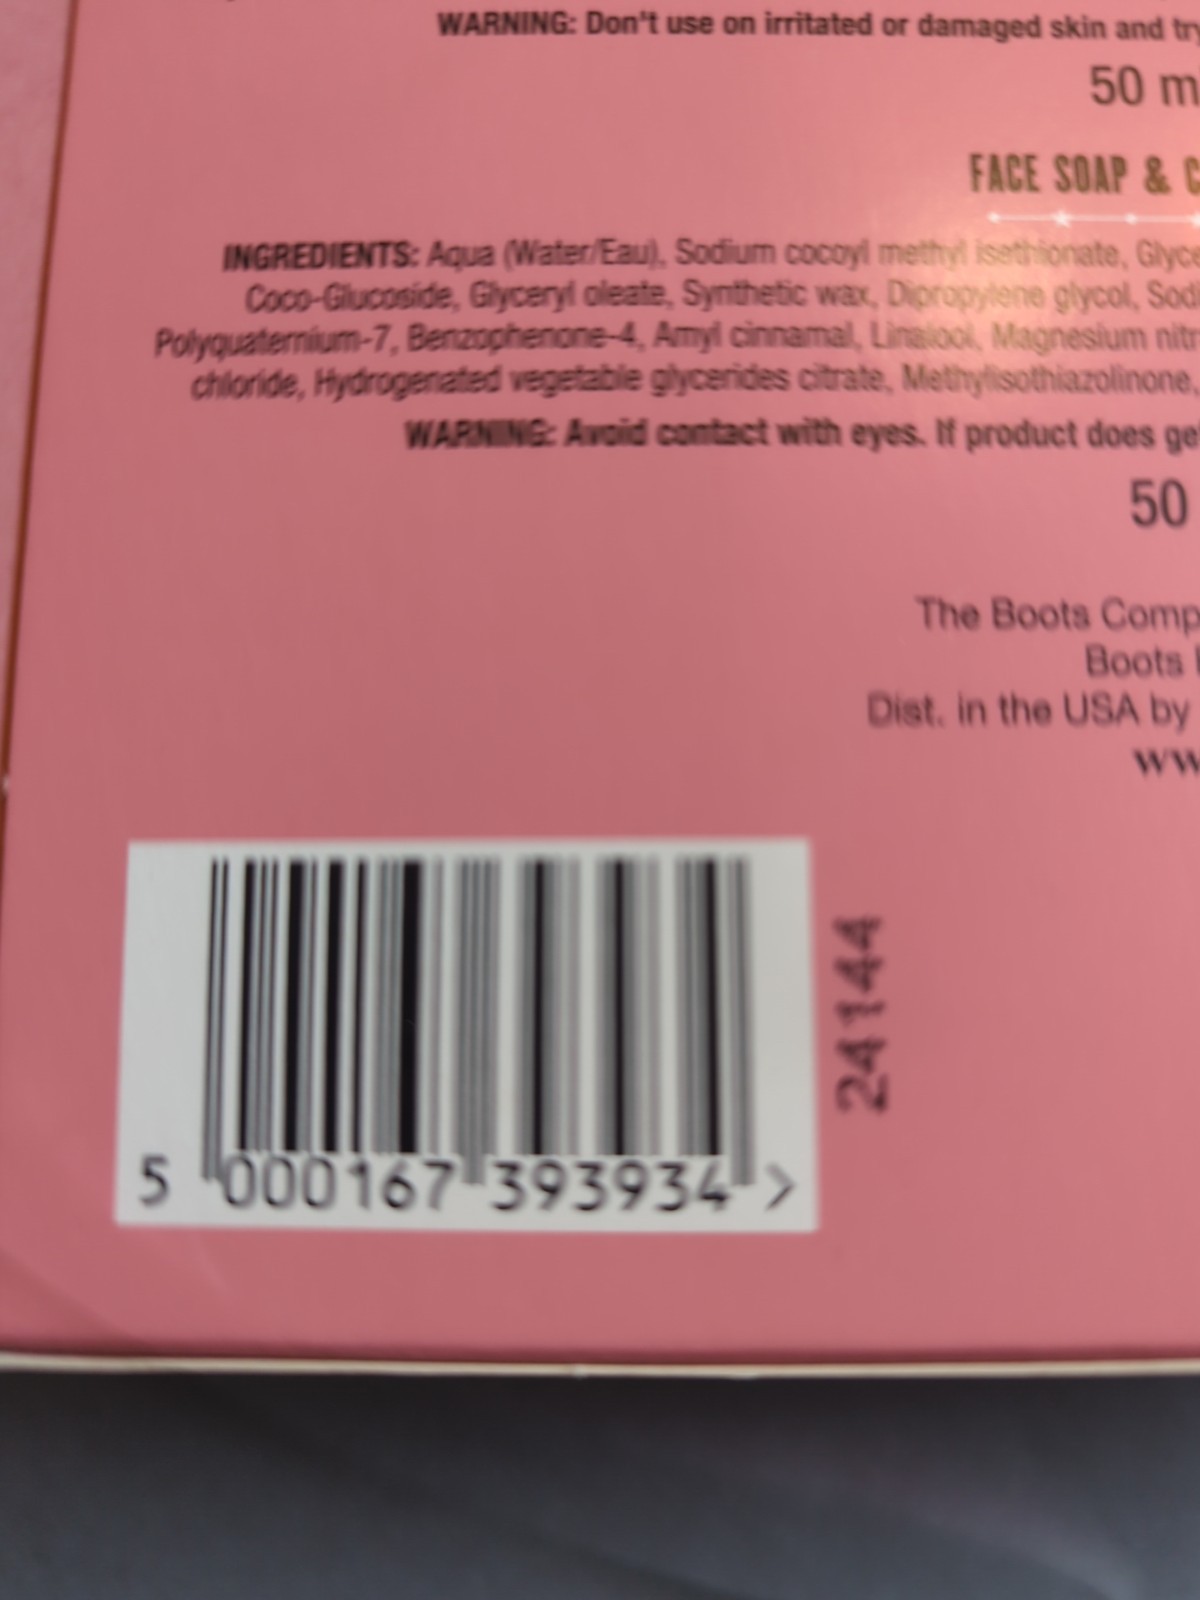 WARNING: Don't use on irritated or damaged skin and try
50 m
FACE SOAP & C
INGREDIENTS: Aqua (Water/Eau), Sodium cocoyl methyl isethionate, Glyce
Coco-Glucoside, Glyceryl oleate, Synthetic wax, Dipropylene glycol, Sod
Polyquaternium-7, Benzophenone-4, Amyl cinnamal, Linalool, Magnesium nitr
chloride, Hydrogenated vegetable glycerides citrate, Methylisothiazolinone,
WARNING: Avoid contact with eyes. If product does get
50
The Boots Comp
Boots
Dist. in the USA by
ww
24144
5 000167 393934 >